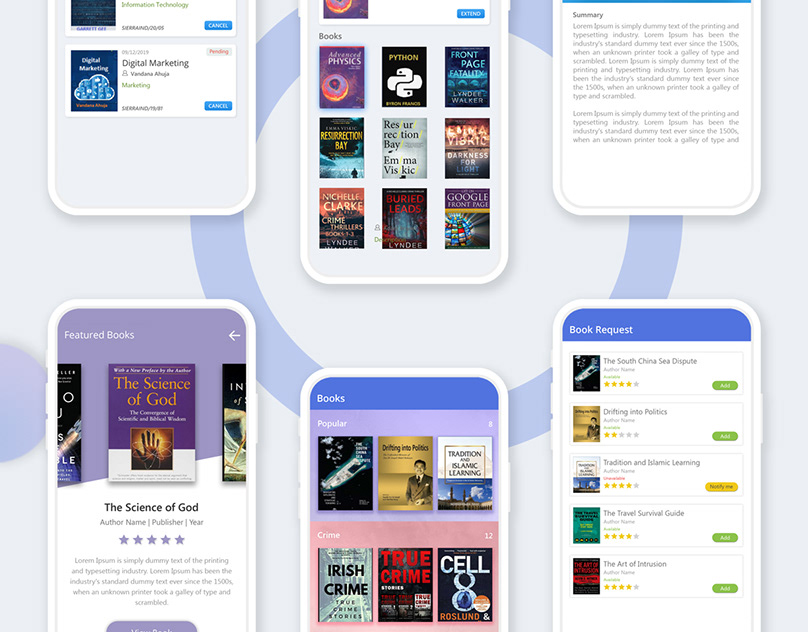 Information Technology
GARRETT GEE
SIERRAIND/20/05
CANCEL
09/12/2019
Pending
Digital Marketing
Vandana Ahuja
Marketing
SIERRAIND/19/81
CANCEL
Digital
Marketing
Vandana Ahuja
EXTEND
Books
Advanced
PHYSICS
PYTHON
BYRON FRANCIS
FRONT
PAGE
FATALITY
LYNDEE
WALKER
EMMA VISKIC
RESURRECTION
BAY
Resur
rection
Bay
Emma
Viskic
EMMA
VISKIC
DARKNESS
FOR
LIGHT
NICHELLE
CLARKE
CRIME
THRILLERS
BOOKS 1-3
LYNDEE
WALKER
BURIED
LEADS
LYNDEE
GOOGLE
FRONT PAGE
Summary
Lorem Ipsum is simply dummy text of the printing and
typesetting industry. Lorem Ipsum has been the
industry's standard dummy text ever since the 1500s,
when an unknown printer took a galley of type and
scrambled. Lorem Ipsum is simply dummy text of the
printing and typesetting industry. Lorem Ipsum has
been the industry's standard dummy text ever since
the 1500s, when an unknown printer took a galley of
type and scrambled.
Lorem Ipsum is simply dummy text of the printing and
typesetting industry. Lorem Ipsum has been the
industry's standard dummy text ever since the 1500s,
when an unknown printer took a galley of type and
Featured Books
With a New Preface by the Author
The Science
of God
The Convergence of
Scientific and Biblical Wisdom
The Science of God
Author Name | Publisher | Year
Lorem Ipsum is simply dummy text of the printing
and typesetting industry. Lorem Ipsum has been the
industry's standard dummy text ever since the 1500s,
when an unknown printer took a galley of type and
scrambled.
View Book
Books
Popular
8
THE
SOUTH
CHINA SEA
DISPUTE
Drifting into Politics
TRADITION
AND
ISLAMIC
LEARNING
Crime
12
IRISH
CRIME
TRUE CRIME
STORIES
TRUE
CRIME
STORIES
TRUE
CRIME
CELL
8
ROSLUND &
Book Request
The South China Sea Dispute
Author Name
Available
Add
Drifting into Politics
Author Name
Available
Add
Tradition and Islamic Learning
Author Name
Unavailable
Notify me
The Travel Survival Guide
Author Name
Available
Add
The Art of Intrusion
Author Name
Available
Add